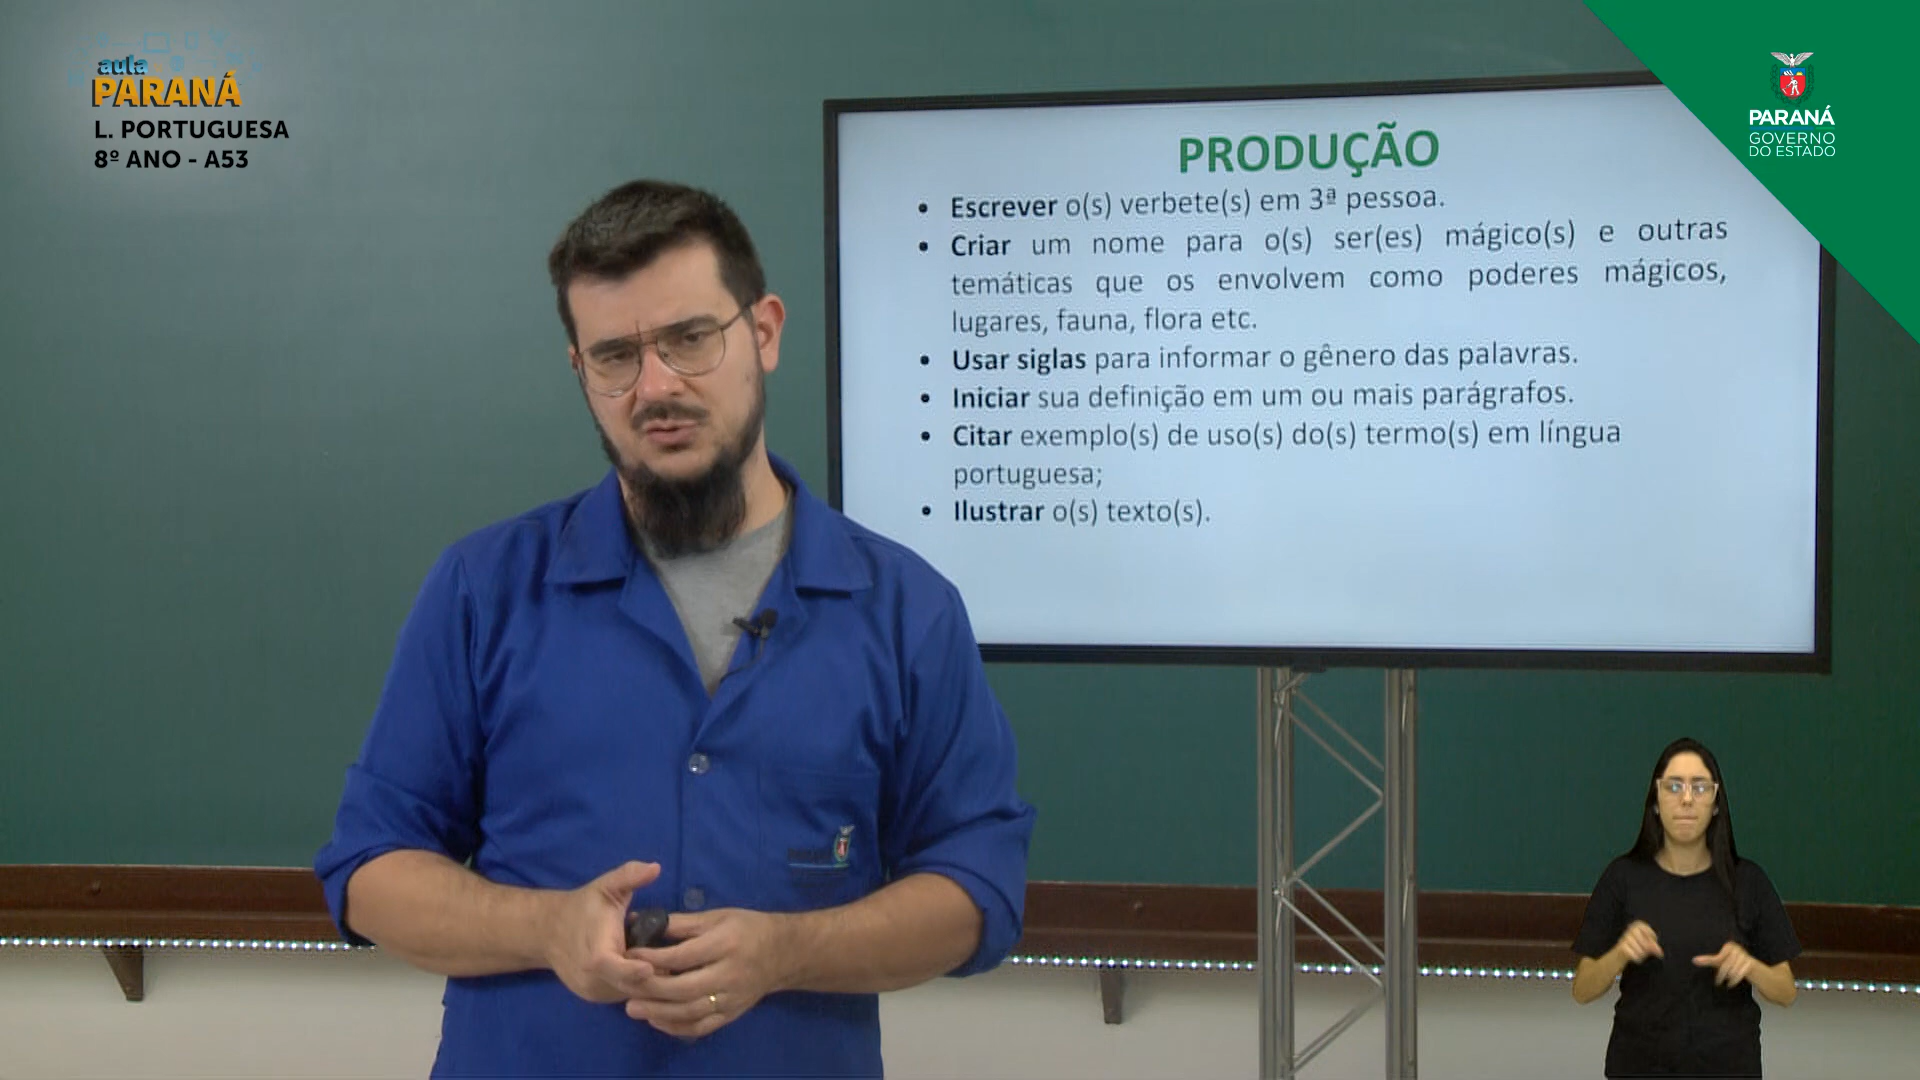 aula
PARANÁ
L. PORTUGUESA
8º ANO - A53
PARANÁ
GOVERNO
DO ESTADO
PRODUÇÃO
• Escrever o(s) verbete(s) em 3ª pessoa.
• Criar um nome para o(s) ser(es) mágico(s) e outras
temáticas que os envolvem como poderes mágicos,
lugares, fauna, flora etc.
• Usar siglas para informar o gênero das palavras.
• Iniciar sua definição em um ou mais parágrafos.
• Citar exemplo(s) de uso(s) do(s) termo(s) em língua
portuguesa;
• Ilustrar o(s) texto(s).